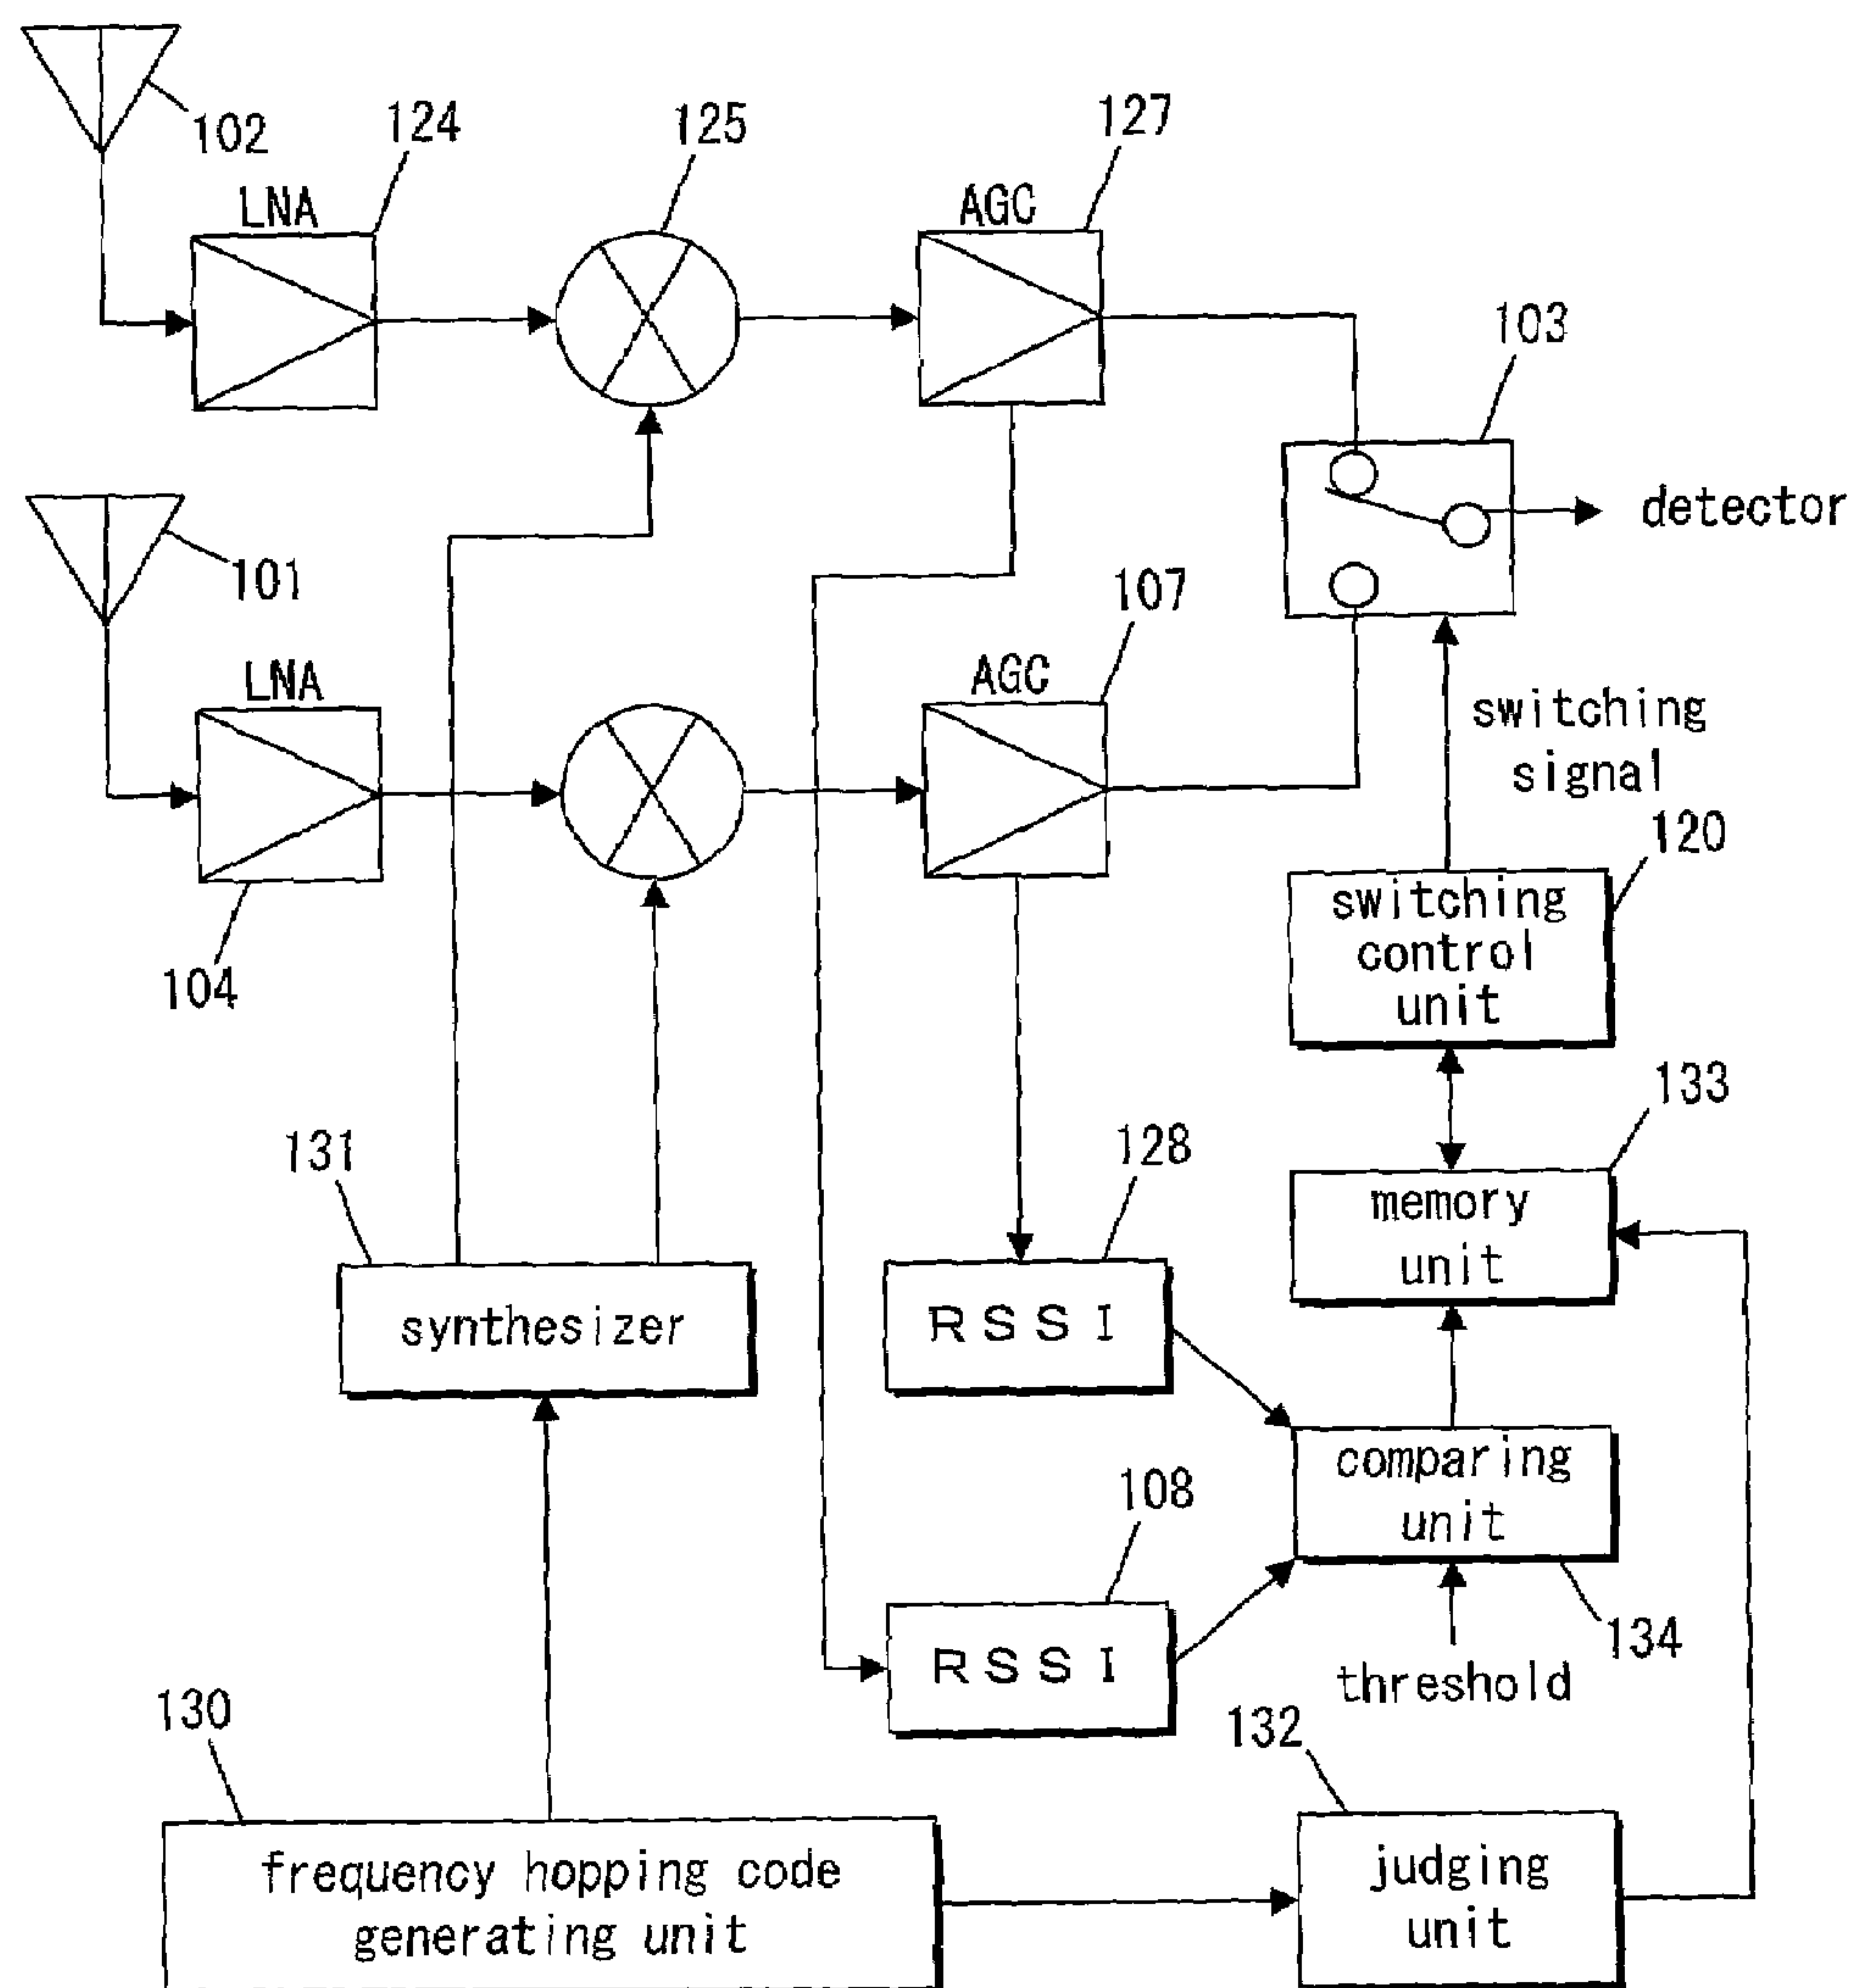 102
124
125
127
LNA
AGC
103
detector
101
107
LNA
AGC
switching
signal
120
104
switching
control
unit
133
131
128
memory
unit
synthesizer
RSSI
comparing
unit
108
134
RSSI
threshold
130
132
frequency hopping code
generating unit
judging
unit